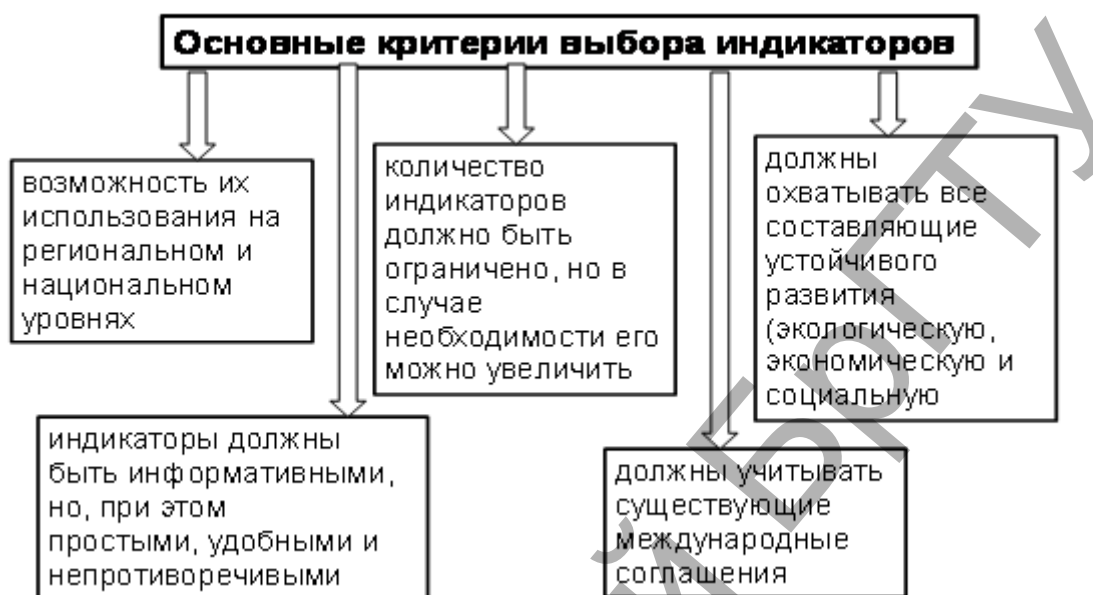 Основные критерии выбора индикаторов
возможность их
использования на
региональном и
национальном
уровнях
индикаторы должны
быть информативными,
но, при этом
простыми, удобными и
непротиворечивыми
количество
индикаторов
должно быть
ограничено, но в
случае
необходимости его
можно увеличить
должны учитывать
существующие
международные
соглашения
должны
охватывать все
составляющие
устойчивого
развития
(экологическую,
экономическую и
социальную
й БрГТУ